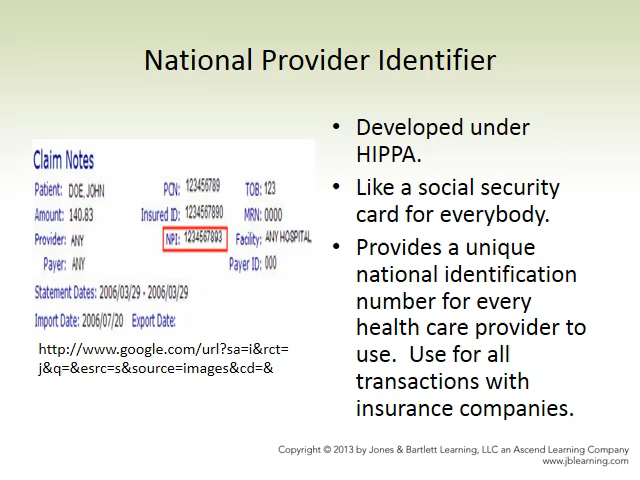 National Provider Identifier
Claim Notes
Patient: DOE, JOHN PCN: 123456789 TOB: 123
Amount: 140.83 Insured ID: 1234567890 MRN: 0000
Provider: ANY NPI: 1234567893 Facility: ANY HOSPITAL
Payer: ANY Payer ID: 000
Statement Dates: 2006/03/29 - 2006/03/29
Import Date: 2006/07/20 Export Date:
http://www.google.com/url?sa=i&rct=
j&q=&esrc=s&source=images&cd=&
• Developed under
HIPPA.
• Like a social security
card for everybody.
• Provides a unique
national identification
number for every
health care provider to
use. Use for all
transactions with
insurance companies.
Copyright © 2013 by Jones & Bartlett Learning, LLC an Ascend Learning Company
www.jblearning.com